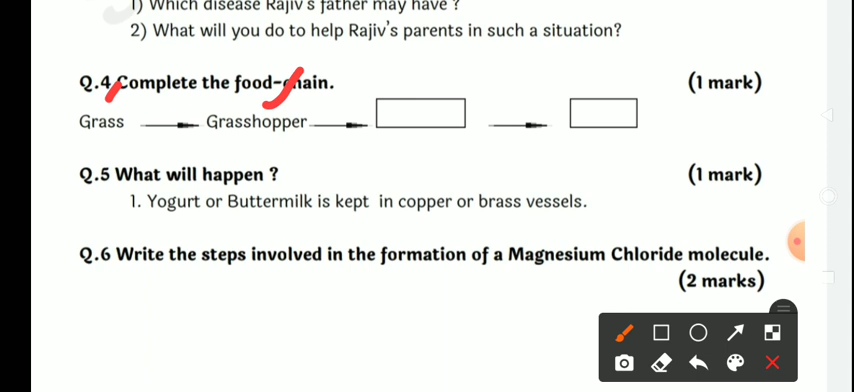 1) Which disease Rajiv's father may have ?
2) What will you do to help Rajiv's parents in such a situation?
Q.4 Complete the food-chain. (1 mark)
Grass Grasshopper
Q.5 What will happen ? (1 mark)
1. Yogurt or Buttermilk is kept in copper or brass vessels.
Q.6 Write the steps involved in the formation of a Magnesium Chloride molecule.
(2 marks)